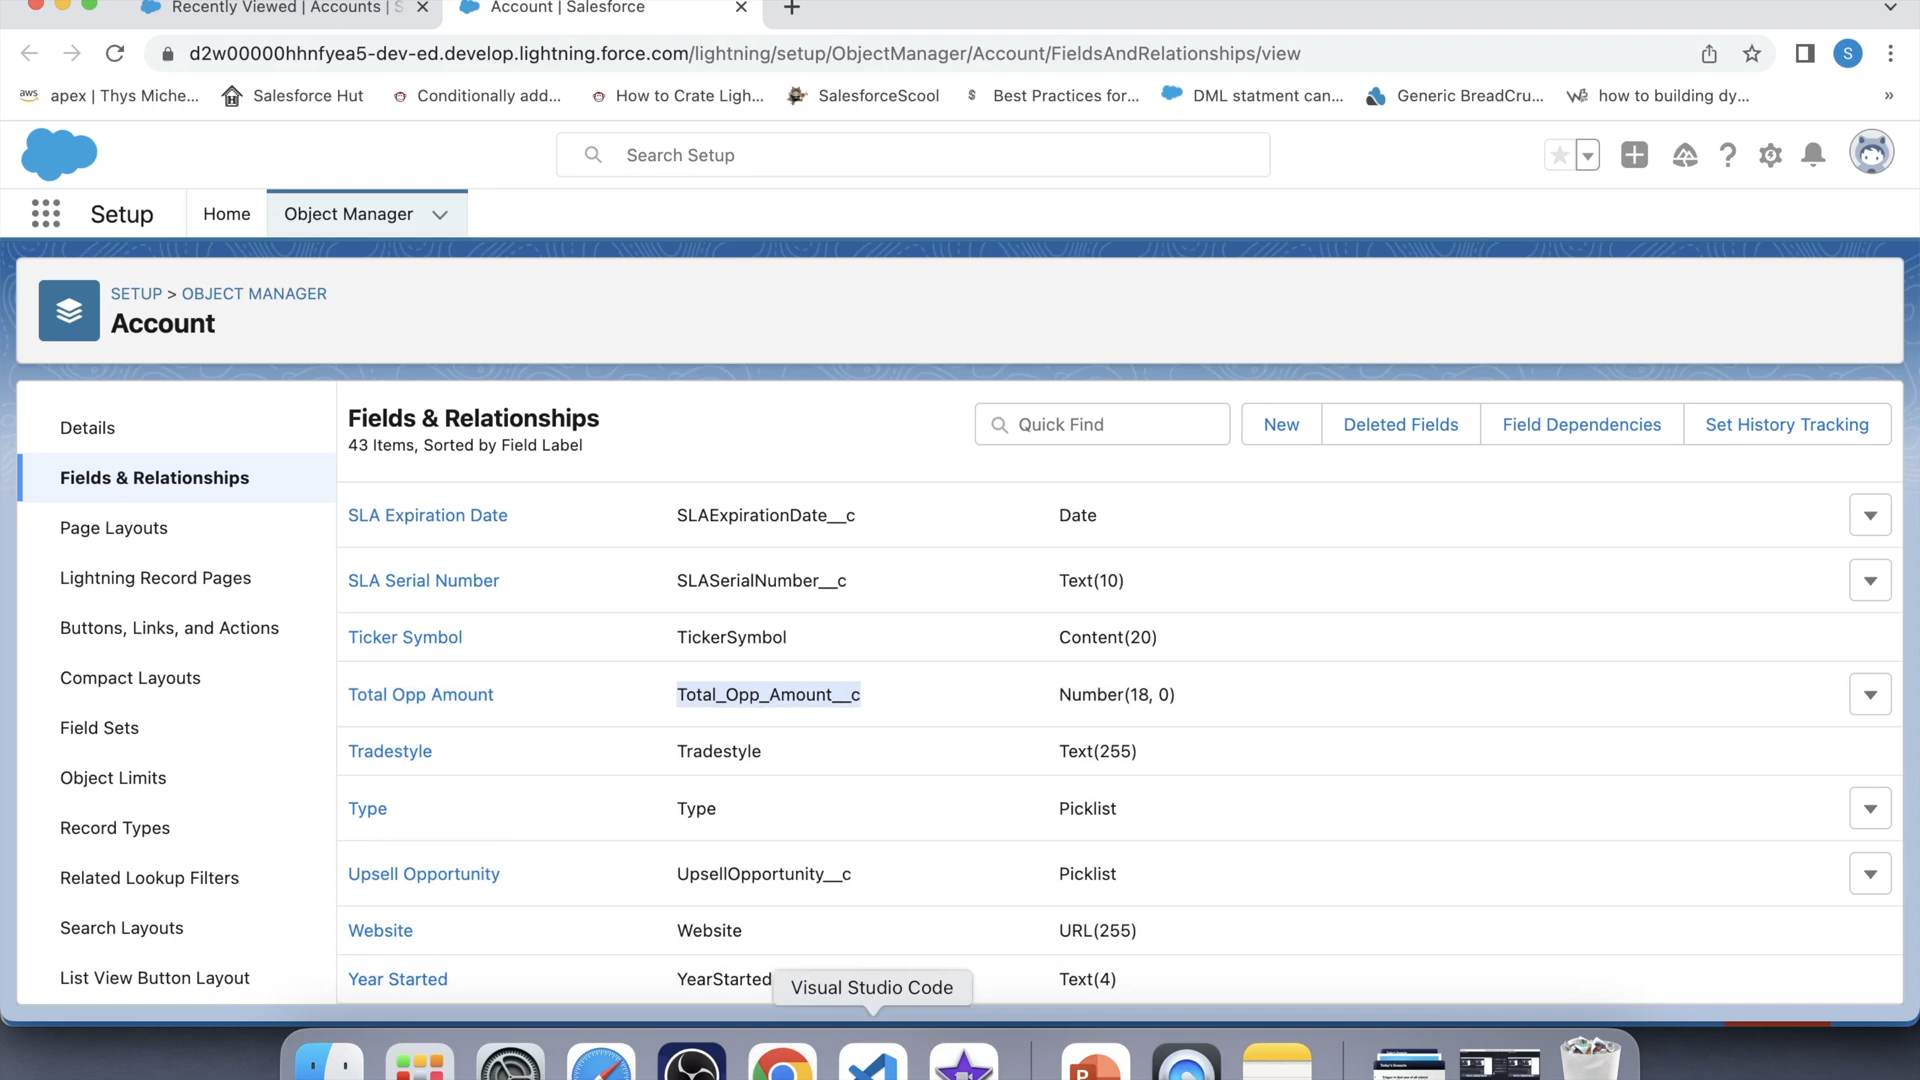 Recently Viewed | Accounts | S
Account | Salesforce
d2w00000hhnfyea5-dev-ed.develop.lightning.force.com/lightning/setup/ObjectManager/Account/FieldsAndRelationships/view
S
aws apex | Thys Miche...
Salesforce Hut
Conditionally add...
How to Crate Ligh...
SalesforceScool
$ Best Practices for...
DML statment can...
Generic BreadCru...
how to building dy...
»
Search Setup
Setup
Home
Object Manager
SETUP > OBJECT MANAGER
Account
Details
Fields & Relationships
Page Layouts
Lightning Record Pages
Buttons, Links, and Actions
Compact Layouts
Field Sets
Object Limits
Record Types
Related Lookup Filters
Search Layouts
List View Button Layout
Fields & Relationships
43 Items, Sorted by Field Label
Quick Find
New
Deleted Fields
Field Dependencies
Set History Tracking
SLA Expiration Date SLAExpirationDate__c Date
SLA Serial Number SLASerialNumber__c Text(10)
Ticker Symbol TickerSymbol Content(20)
Total Opp Amount Total_Opp_Amount__c Number(18, 0)
Tradestyle Tradestyle Text(255)
Type Type Picklist
Upsell Opportunity UpsellOpportunity__c Picklist
Website Website URL(255)
Year Started YearStarted Text(4)
Visual Studio Code
P